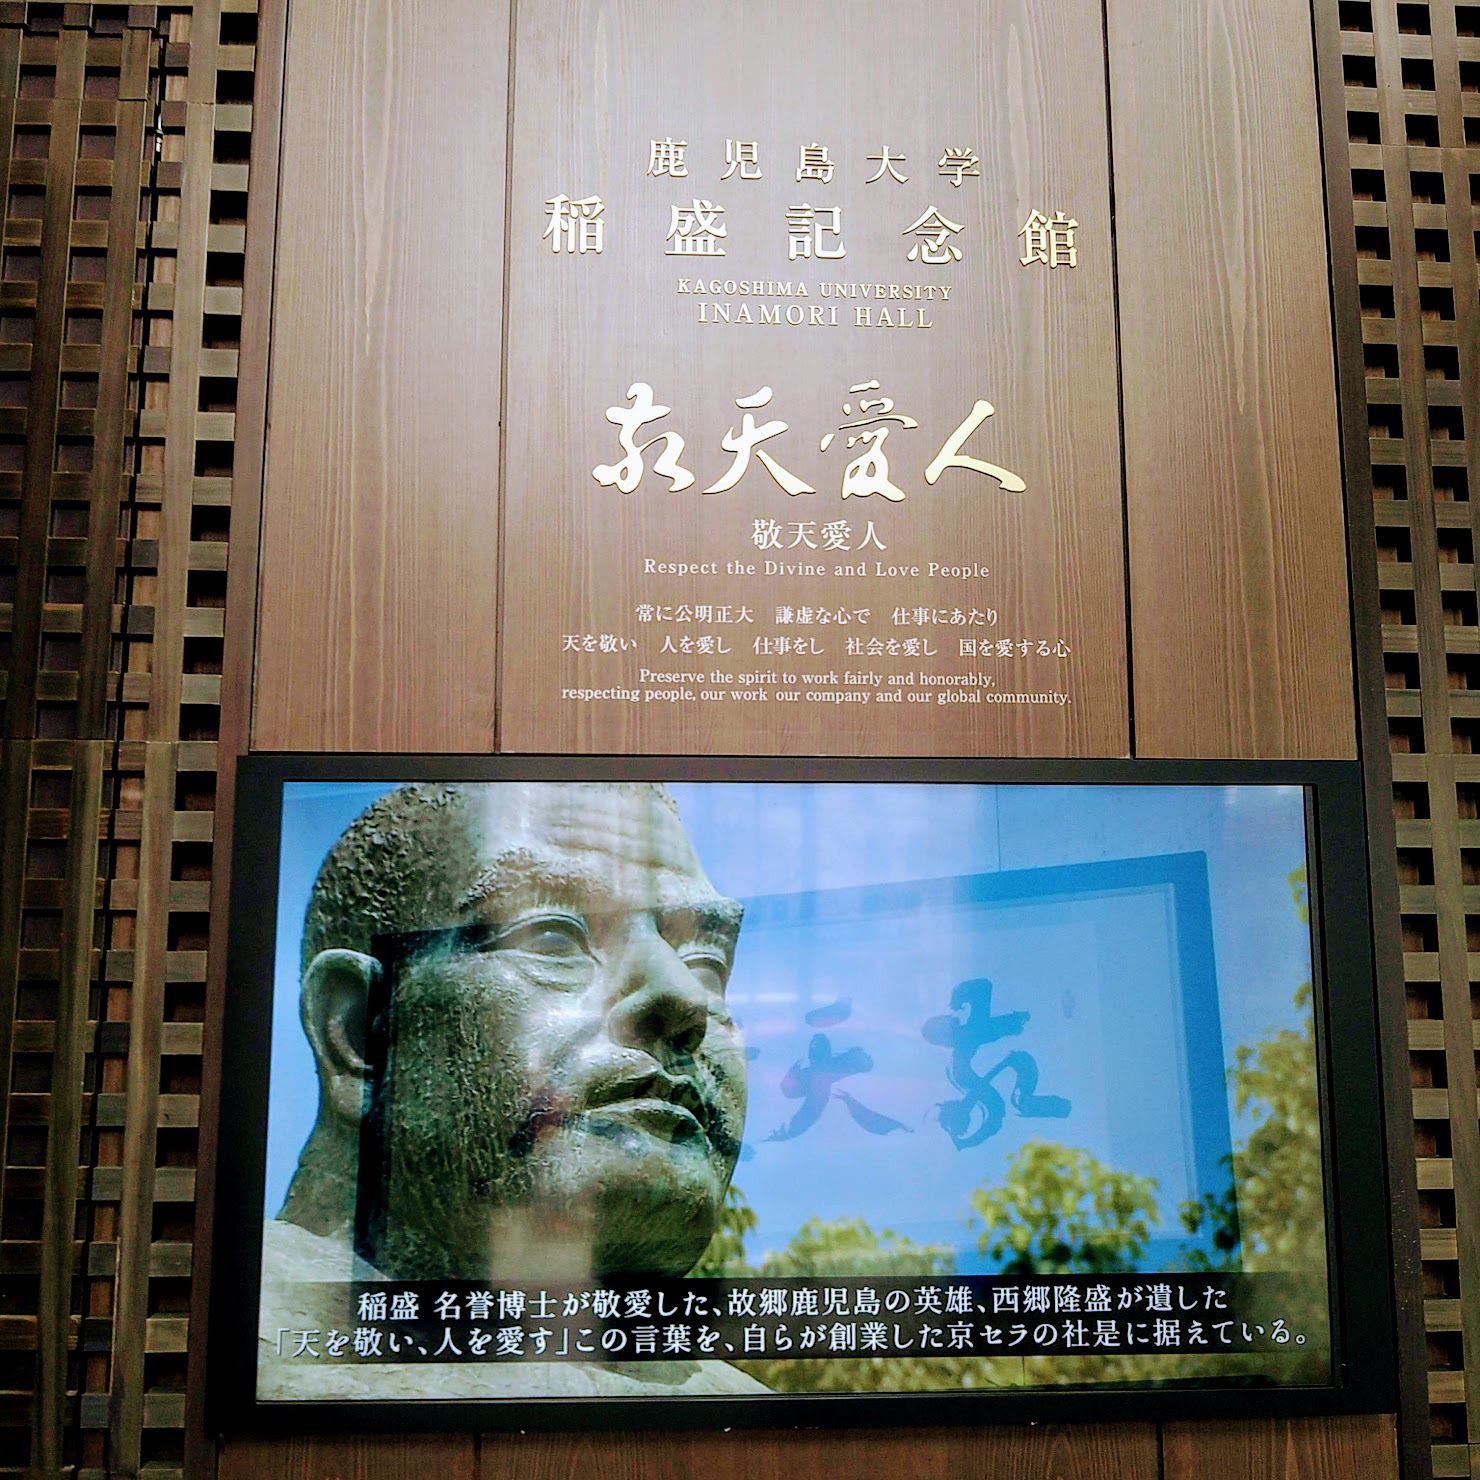 鹿児島大学
稲盛記念館
KAGOSHIMA UNIVERSITY
INAMORI HALL
敬天愛人
敬天愛人
Respect the Divine and Love People
常に公明正大　謙虚な心で　仕事にあたり
天を敬い　人を愛し　仕事をし　社会を愛し　国を愛する心
Preserve the spirit to work fairly and honorably,
respecting people, our work our company and our global community.
天敬
稲盛 名誉博士が敬愛した、故郷鹿児島の英雄、西郷隆盛が遺した
「天を敬い、人を愛す」この言葉を、自らが創業した京セラの社是に据えている。